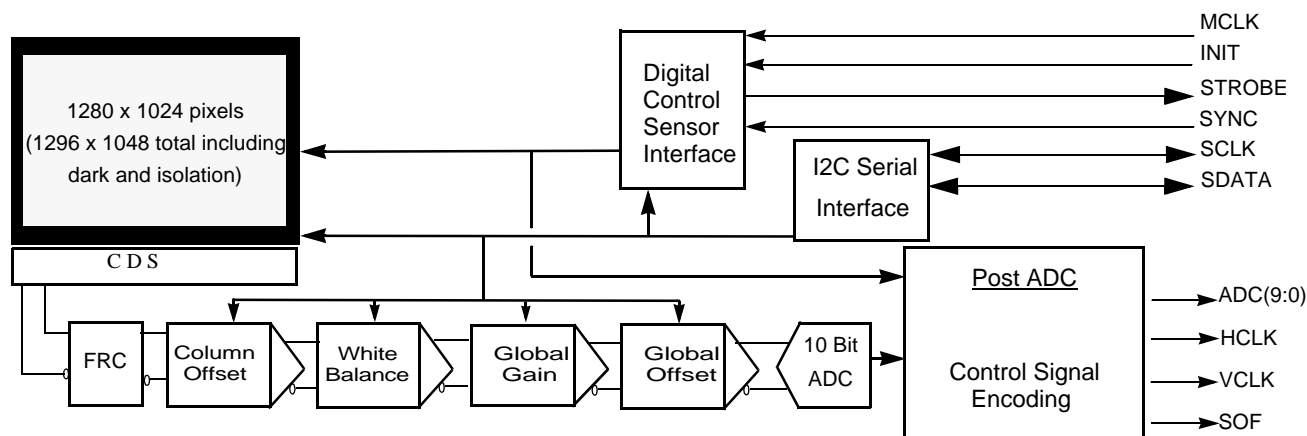 1280 x 1024 pixels
(1296 x 1048 total including
dark and isolation)
C D S
FRC
Column
Offset
White
Balance
Global
Gain
Global
Offset
10 Bit
ADC
Digital
Control
Sensor
Interface
I2C Serial
Interface
Post ADC
Control Signal
Encoding
MCLK
INIT
STROBE
SYNC
SCLK
SDATA
ADC(9:0)
HCLK
VCLK
SOF